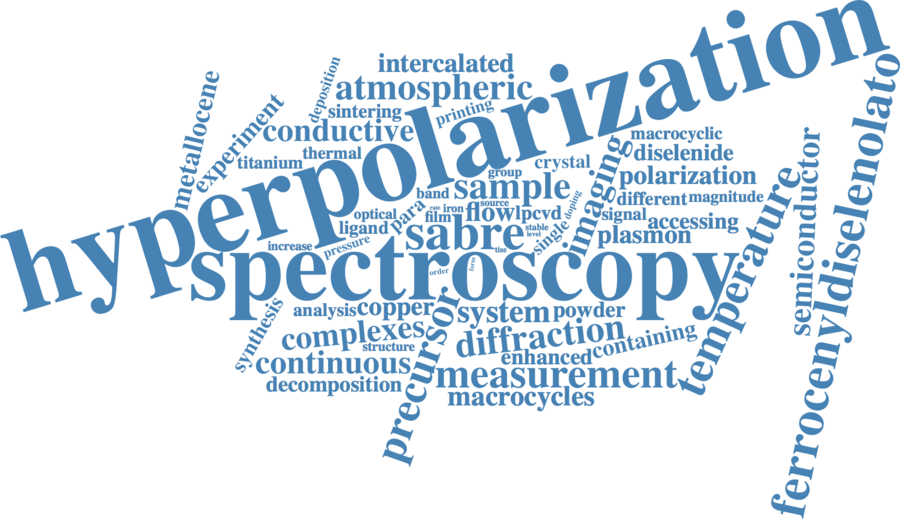 hyperpolarization
intercalated
deposition
atmospheric
metallocene
experiment
sintering
printing
conductive
macrocyclic
titanium
thermal
crystal
diselenide
group
imaging
polarization
band
sample
different
magnitude
optical
para
rate
iron
source
doping
signal
film
flow
lpcvd
accessing
ligand
sabre
stable
level
single
plasmon
increase
pressure
tise
spectroscopy
order
form
temperature
semiconductor
ferrocenyldiselenolato
synthesis
analysis
copper
precursor
system
powder
complexes
diffraction
containing
structure
continuous
enhanced
decomposition
measurement
macrocycles